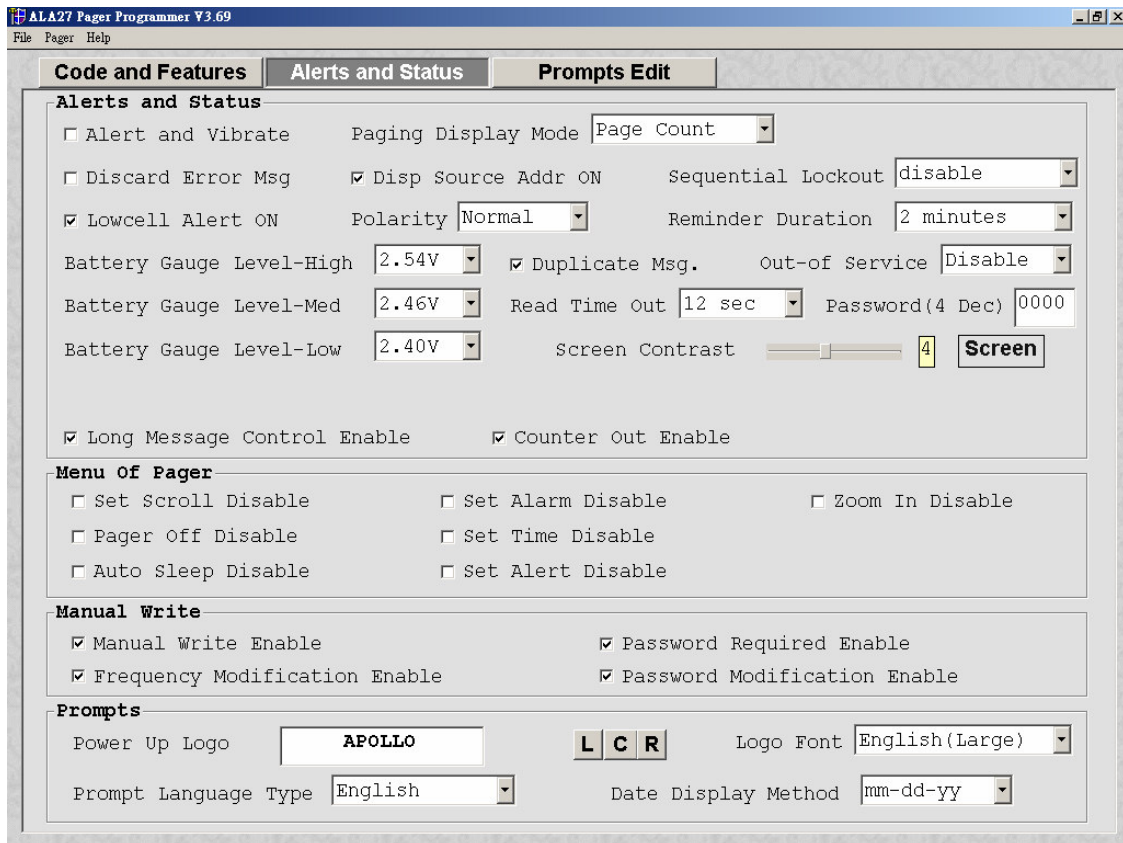 ALA27 Pager Programmer V3.69
File Pager Help
Code and Features Alerts and Status Prompts Edit
Alerts and Status
Alert and Vibrate Paging Display Mode Page Count
Discard Error Msg Disp Source Addr ON Sequential Lockout disable
Lowcell Alert ON Polarity Normal Reminder Duration 2 minutes
Battery Gauge Level-High 2.54V Duplicate Msg. Out-of Service Disable
Battery Gauge Level-Med 2.46V Read Time Out 12 sec Password(4 Dec) 0000
Battery Gauge Level-Low 2.40V Screen Contrast 4 Screen
Long Message Control Enable Counter Out Enable
Menu Of Pager
Set Scroll Disable Set Alarm Disable Zoom In Disable
Pager Off Disable Set Time Disable
Auto Sleep Disable Set Alert Disable
Manual Write
Manual Write Enable Password Required Enable
Frequency Modification Enable Password Modification Enable
Prompts
Power Up Logo APOLLO L C R Logo Font English(Large)
Prompt Language Type English Date Display Method mm-dd-yy